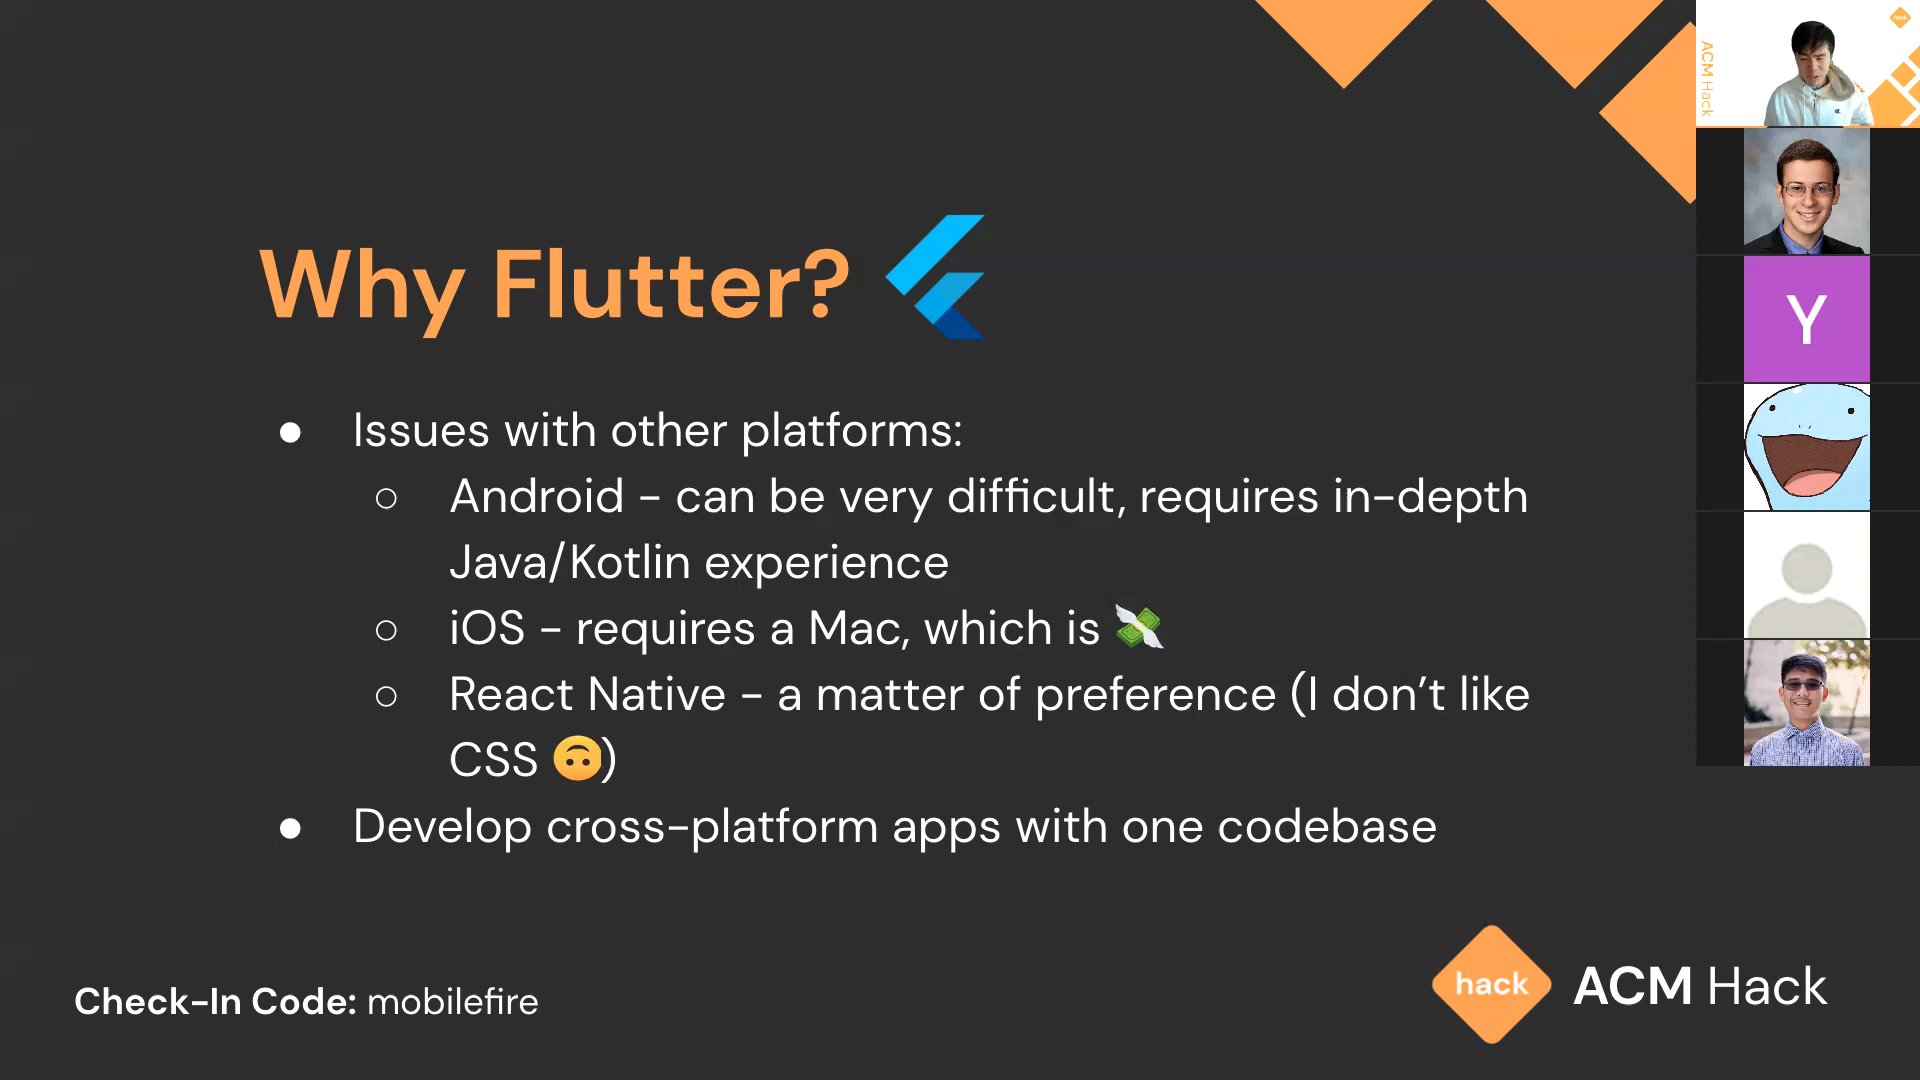 Why Flutter?
● Issues with other platforms:
○ Android - can be very difficult, requires in-depth
Java/Kotlin experience
○ iOS - requires a Mac, which is 💸
○ React Native - a matter of preference (I don’t like
CSS 🙃)
● Develop cross-platform apps with one codebase
Check-In Code: mobilefire
hack
ACM Hack
ACM Hack
hack
Y